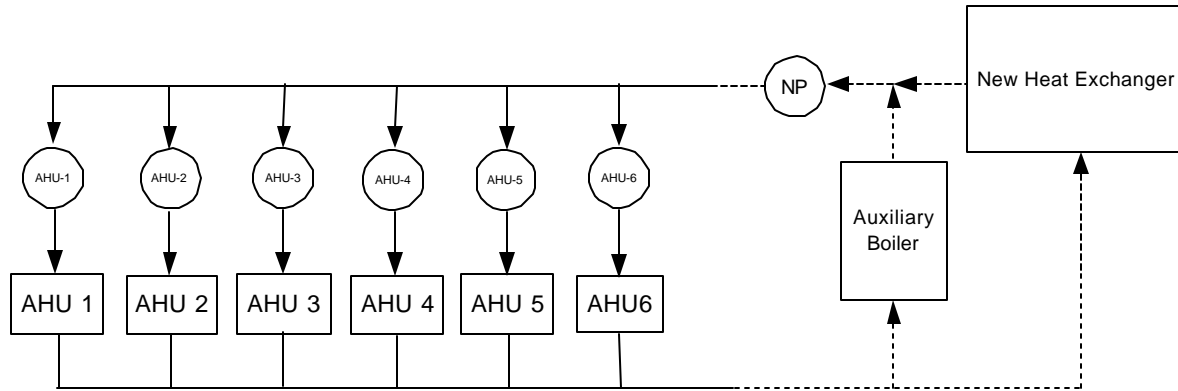 NP
New Heat Exchanger
AHU-1
AHU-2
AHU-3
AHU-4
AHU-5
AHU-6
Auxiliary
Boiler
AHU 1
AHU 2
AHU 3
AHU 4
AHU 5
AHU6